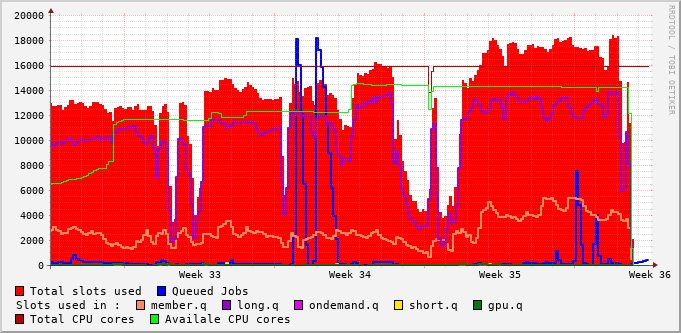 20000
18000
16000
14000
12000
10000
8000
6000
4000
2000
0
Week 33 Week 34 Week 35 Week 36
RRDTOOL / TOBI OETIKER
Total slots used Queued Jobs
Slots used in : member.q long.q ondemand.q short.q gpu.q
Total CPU cores Availale CPU cores